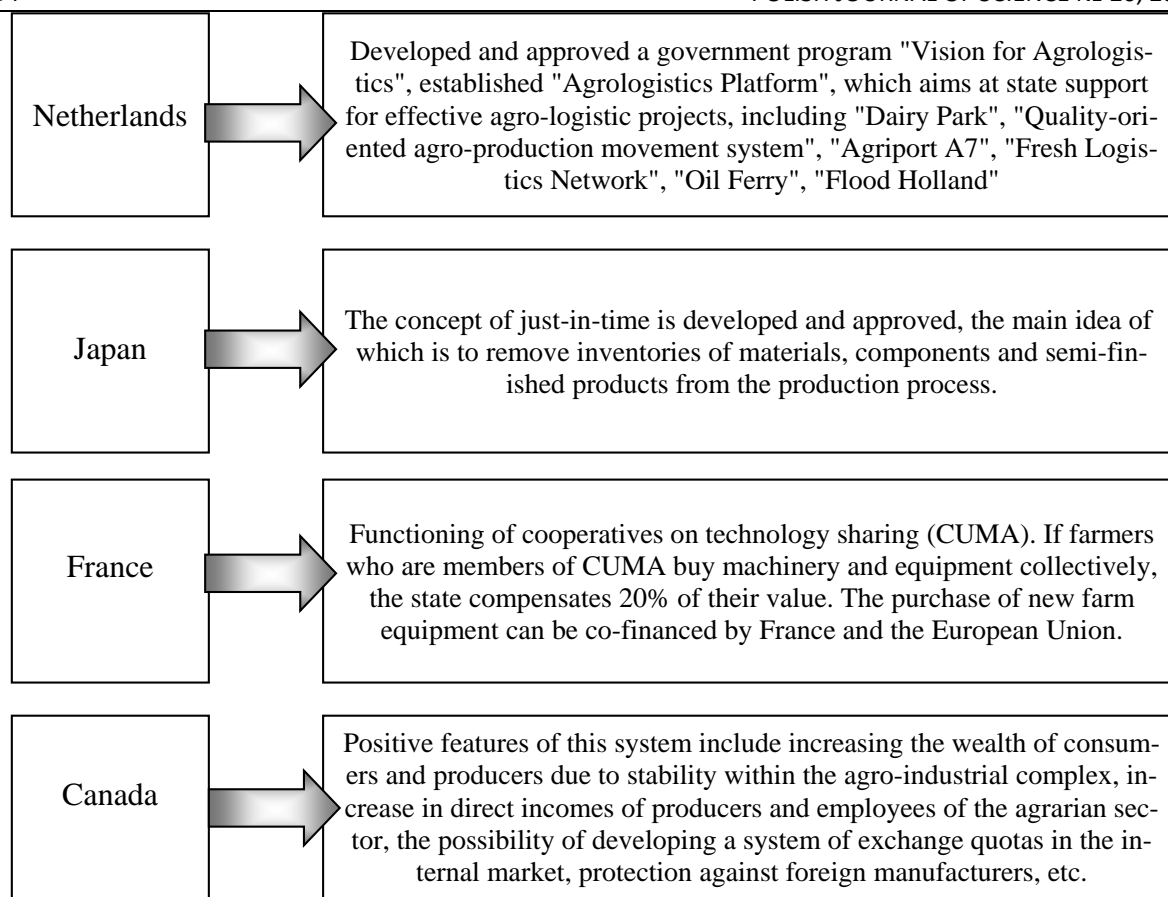 Netherlands
Developed and approved a government program "Vision for Agrologis-
tics", established "Agrologistics Platform", which aims at state support
for effective agro-logistic projects, including "Dairy Park", "Quality-ori-
ented agro-production movement system", "Agriport A7", "Fresh Logis-
tics Network", "Oil Ferry", "Flood Holland"
Japan
The concept of just-in-time is developed and approved, the main idea of
which is to remove inventories of materials, components and semi-fin-
ished products from the production process.
France
Functioning of cooperatives on technology sharing (CUMA). If farmers
who are members of CUMA buy machinery and equipment collectively,
the state compensates 20% of their value. The purchase of new farm
equipment can be co-financed by France and the European Union.
Canada
Positive features of this system include increasing the wealth of consum-
ers and producers due to stability within the agro-industrial complex, in-
crease in direct incomes of producers and employees of the agrarian sec-
tor, the possibility of developing a system of exchange quotas in the in-
ternal market, protection against foreign manufacturers, etc.